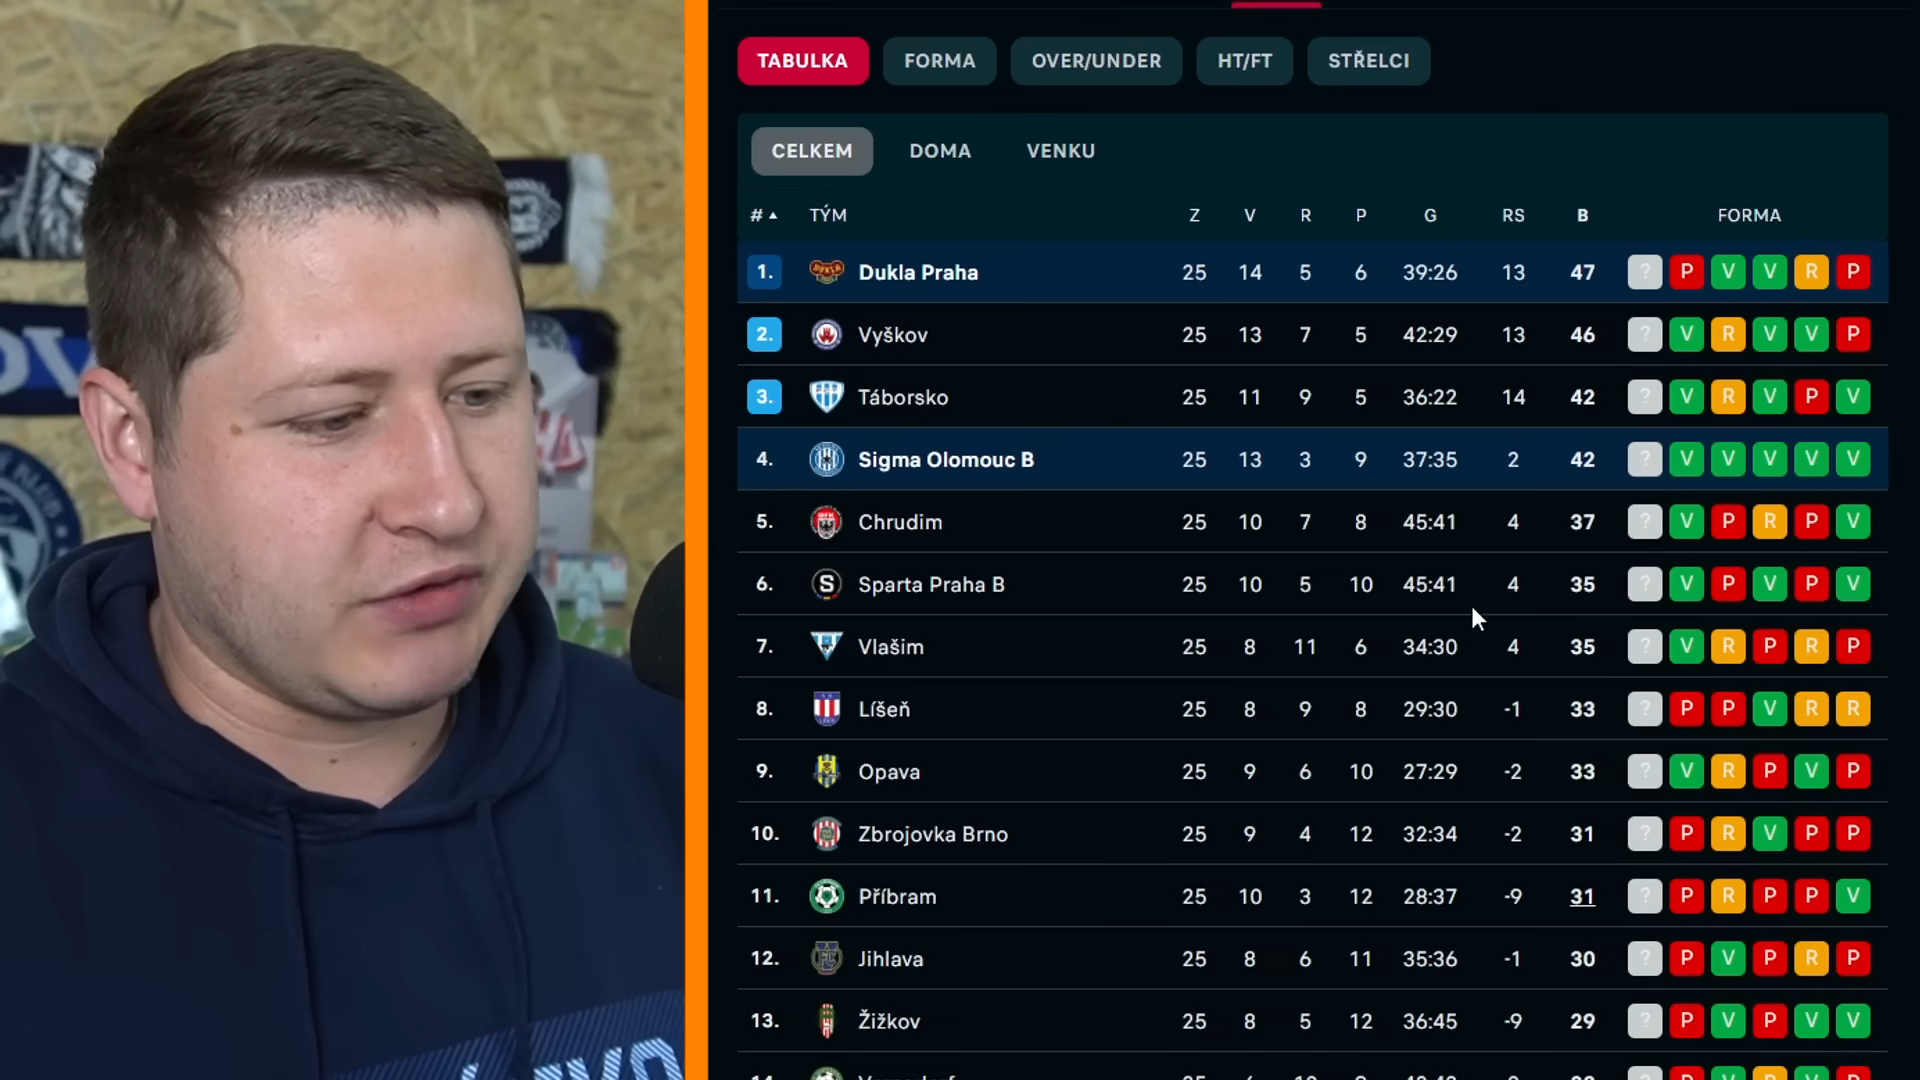 TABULKA FORMA OVER/UNDER HT/FT STŘELCI
CELKEM DOMA VENKU
# TÝM Z V R P G RS B FORMA
1. Dukla Praha 25 14 5 6 39:26 13 47 ? P V V R P
2. Vyškov 25 13 7 5 42:29 13 46 ? V R V V P
3. Táborsko 25 11 9 5 36:22 14 42 ? V R V P V
4. Sigma Olomouc B 25 13 3 9 37:35 2 42 ? V V V V V
5. Chrudim 25 10 7 8 45:41 4 37 ? V P R P V
6. Sparta Praha B 25 10 5 10 45:41 4 35 ? V P V P V
7. Vlašim 25 8 11 6 34:30 4 35 ? V R P R P
8. Líšeň 25 8 9 8 29:30 -1 33 ? P P V R R
9. Opava 25 9 6 10 27:29 -2 33 ? V R P V P
10. Zbrojovka Brno 25 9 4 12 32:34 -2 31 ? P R V P P
11. Příbram 25 10 3 12 28:37 -9 31 ? P R P P V
12. Jihlava 25 8 6 11 35:36 -1 30 ? P V P R P
13. Žižkov 25 8 5 12 36:45 -9 29 ? P V P V V